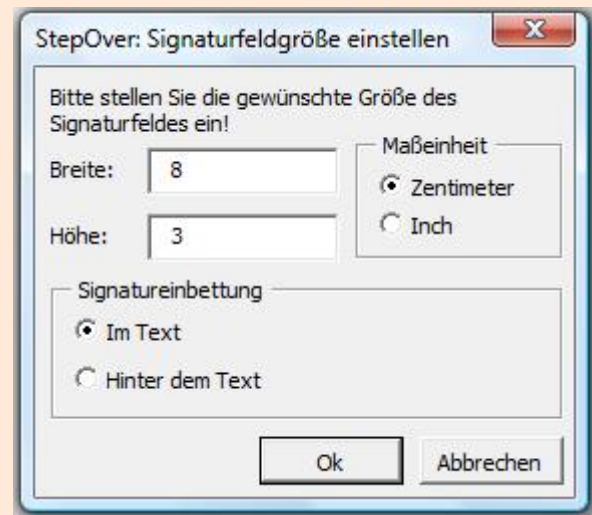 StepOver: Signaturfeldgröße einstellen
Bitte stellen Sie die gewünschte Größe des
Signaturfeldes ein!
Breite: 8
Maßeinheit
Zentimeter
Inch
Höhe: 3
Signatureinbettung
Im Text
Hinter dem Text
Ok Abbrechen